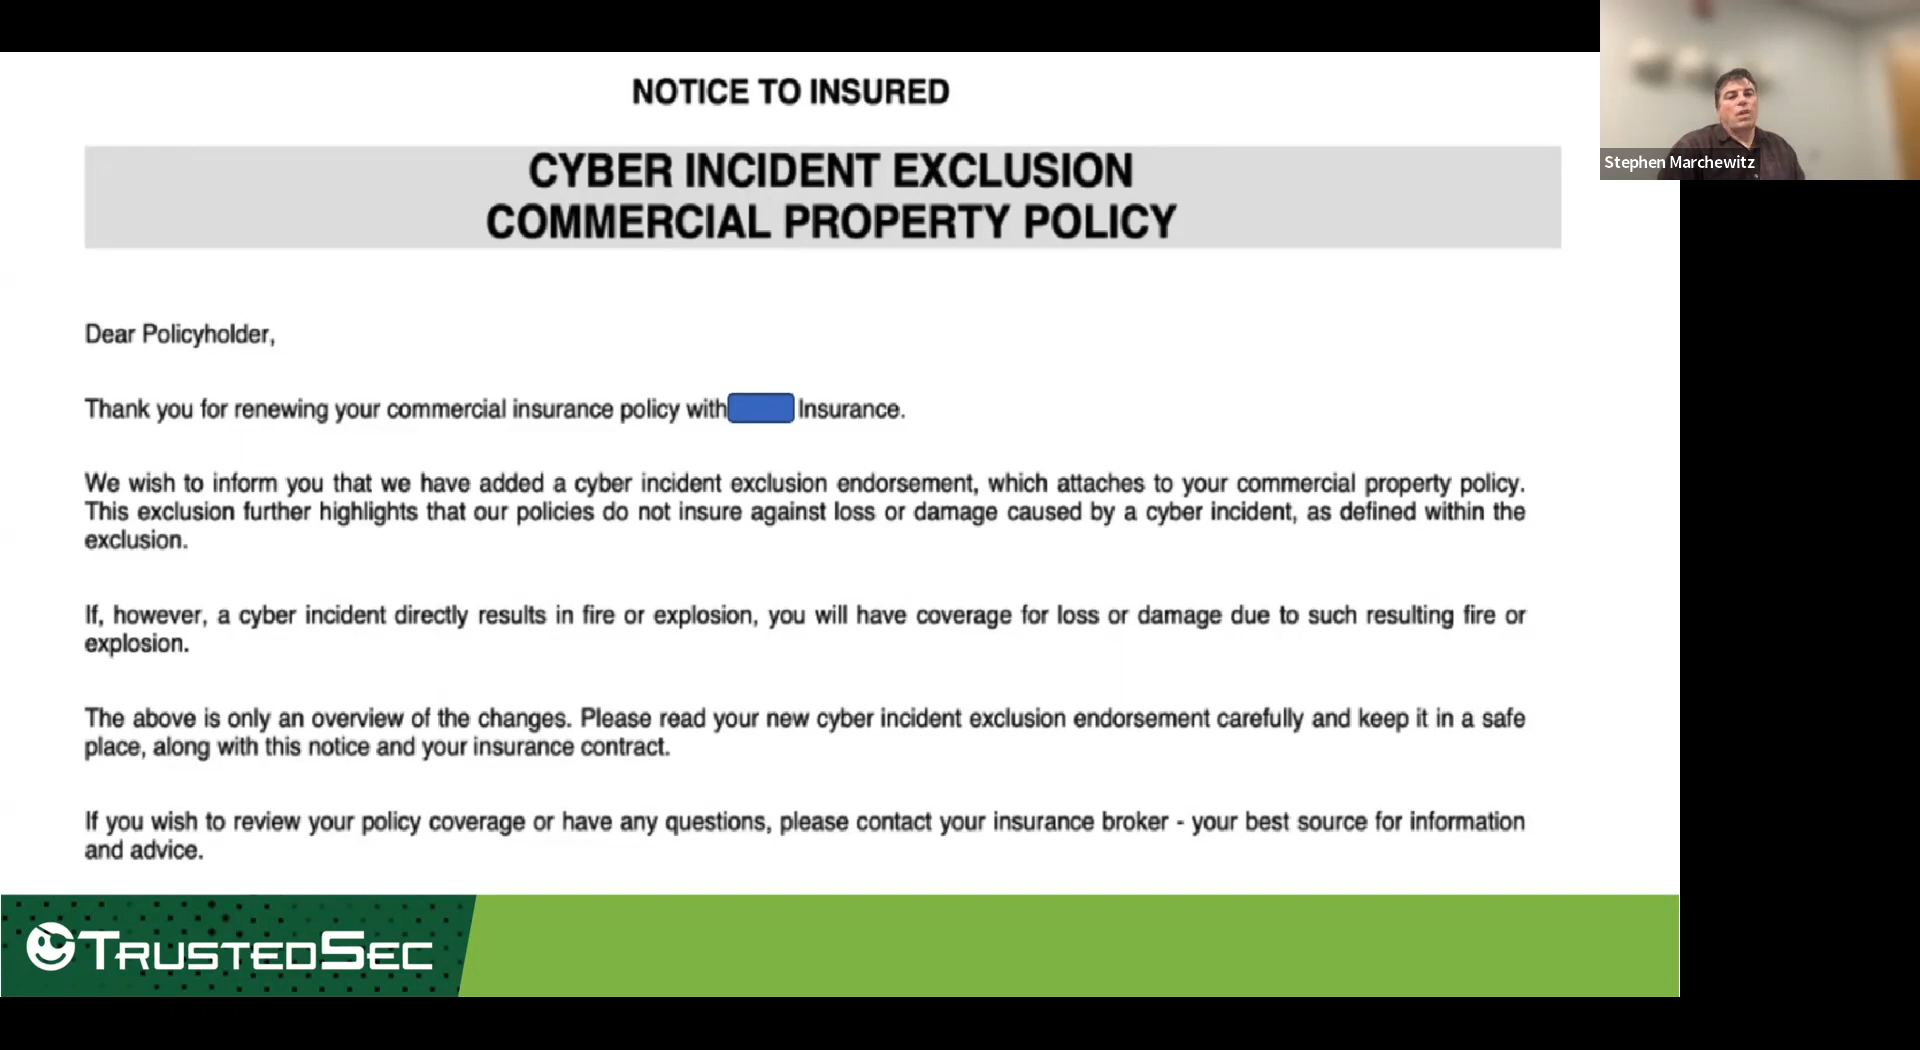 NOTICE TO INSURED
CYBER INCIDENT EXCLUSION
COMMERCIAL PROPERTY POLICY
Stephen Marchewitz
Dear Policyholder,
Thank you for renewing your commercial insurance policy with Insurance.
We wish to inform you that we have added a cyber incident exclusion endorsement, which attaches to your commercial property policy.
This exclusion further highlights that our policies do not insure against loss or damage caused by a cyber incident, as defined within the
exclusion.
If, however, a cyber incident directly results in fire or explosion, you will have coverage for loss or damage due to such resulting fire or
explosion.
The above is only an overview of the changes. Please read your new cyber incident exclusion endorsement carefully and keep it in a safe
place, along with this notice and your insurance contract.
If you wish to review your policy coverage or have any questions, please contact your insurance broker - your best source for information
and advice.
TRUSTEDSEC